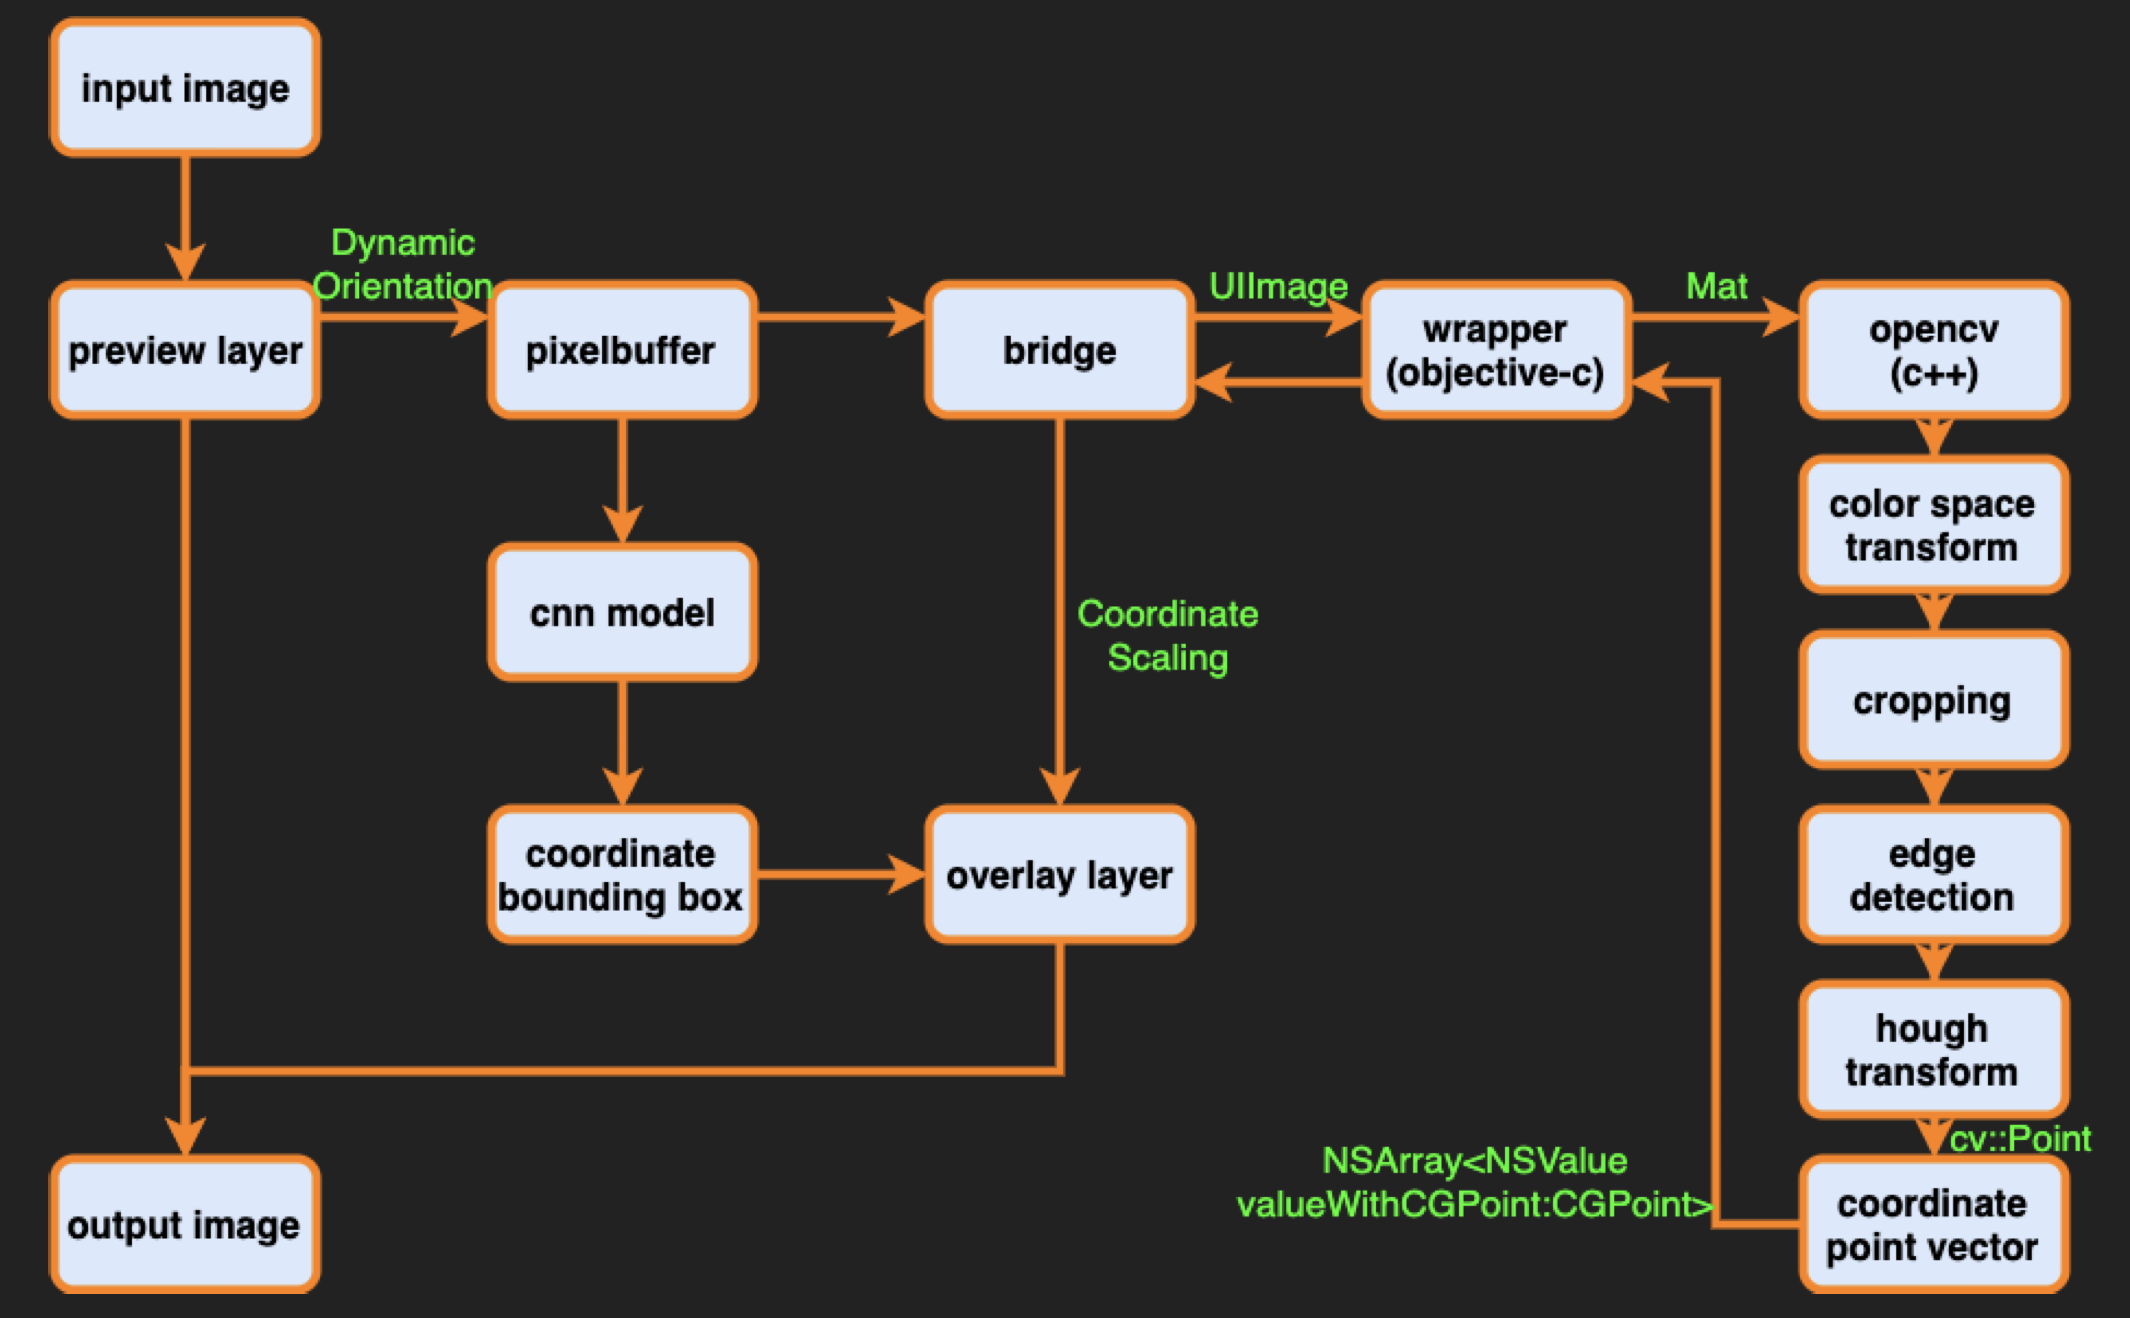 input image
Dynamic
Orientation
preview layer
pixelbuffer
bridge
UIImage
wrapper
(objective-c)
Mat
opencv
(c++)
color space
transform
cnn model
Coordinate
Scaling
cropping
coordinate
bounding box
overlay layer
edge
detection
hough
transform
cv::Point
NSArray<NSValue
valueWithCGPoint:CGPoint>
coordinate
point vector
output image